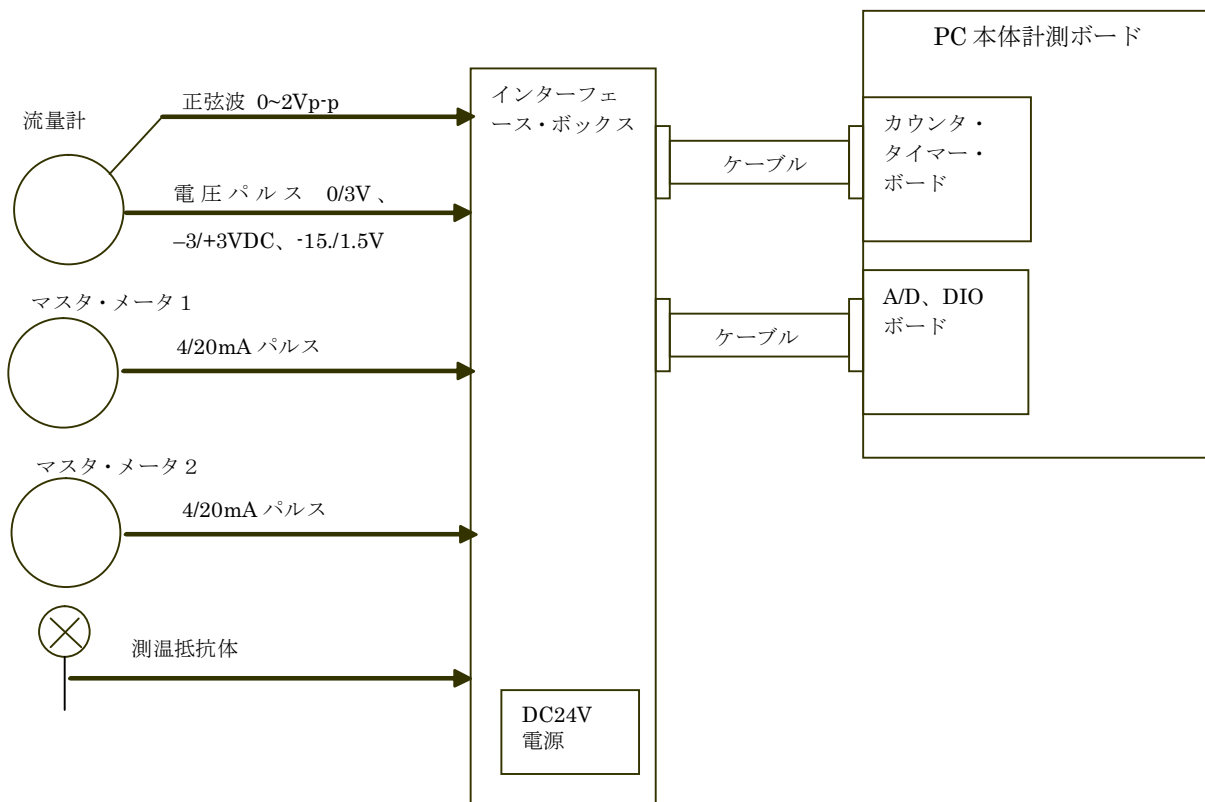 PC 本体計測ボード
正弦波 0~2Vp-p
流量計
インターフェ
ース・ボックス
カウンタ・
タイマー・
ボード
ケーブル
電圧パルス 0/3V、
–3/+3VDC、-15./1.5V
マスタ・メータ１
4/20mA パルス
A/D、DIO
ボード
ケーブル
マスタ・メータ２
4/20mA パルス
測温抵抗体
DC24V
電源